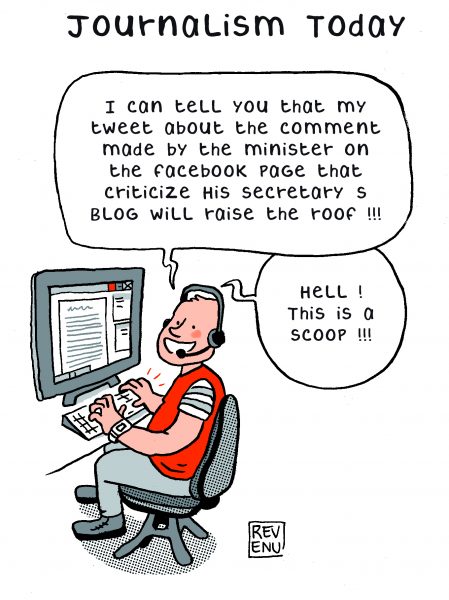 Journalism Today
I can tell you that my
tweet about the comment
made by the minister on
the facebook page that
criticize His secretary s
BLOG will raise the roof !!!
Hell !
This is a
scoop !!!
REV
ENU